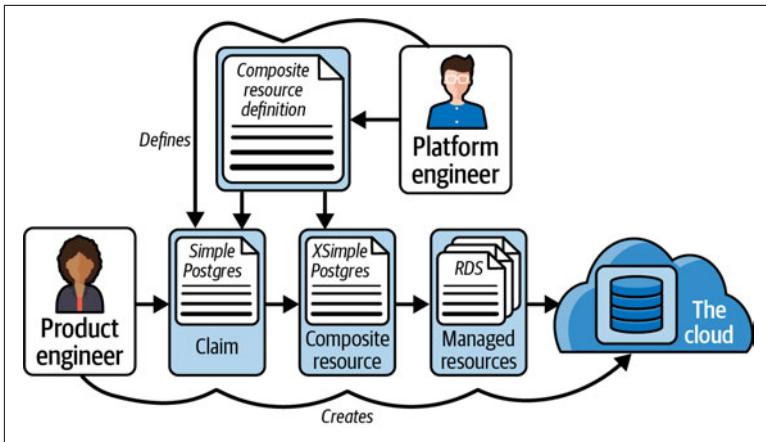 Composite
resource
definition
Defines
Platform
engineer
Product
engineer
Simple
Postgres
Claim
XSimple
Postgres
Composite
resource
RDS
Managed
resources
The
cloud
Creates